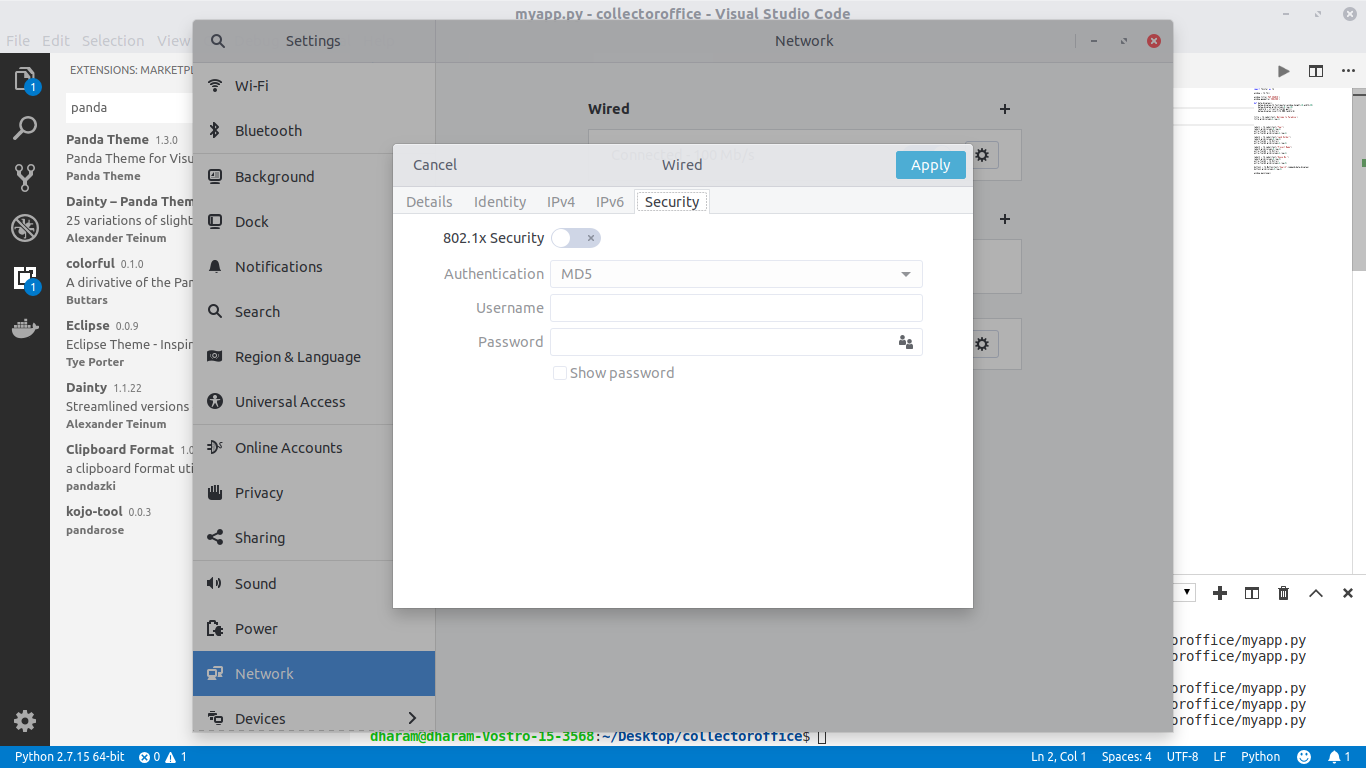 myapp.py - collectoroffice - Visual Studio Code
File Edit Selection View
EXTENSIONS: MARKETPL
panda
Panda Theme 1.3.0
Panda Theme for Visu
Panda Theme
Dainty – Panda Them
25 variations of slight
Alexander Teinum
colorful 0.1.0
A dirivative of the Pan
Buttars
Eclipse 0.0.9
Eclipse Theme - Inspir
Tye Porter
Dainty 1.1.22
Streamlined versions
Alexander Teinum
Clipboard Format 1.0
a clipboard format uti
pandazki
kojo-tool 0.0.3
pandarose
1
1
Settings
Network
Wi-Fi
Bluetooth
Background
Dock
Notifications
Search
Region & Language
Universal Access
Online Accounts
Privacy
Sharing
Sound
Power
Network
Devices
Wired
Connected - 100 Mb/s
Cancel
Wired
Apply
Details Identity IPv4 IPv6 Security
802.1x Security
Authentication MD5
Username
Password
Show password
oroffice/myapp.py
oroffice/myapp.py
oroffice/myapp.py
oroffice/myapp.py
oroffice/myapp.py
dharam@dharam-Vostro-15-3568:~/Desktop/collectoroffice$
Python 2.7.15 64-bit 0 1 Ln 2, Col 1 Spaces: 4 UTF-8 LF Python 1